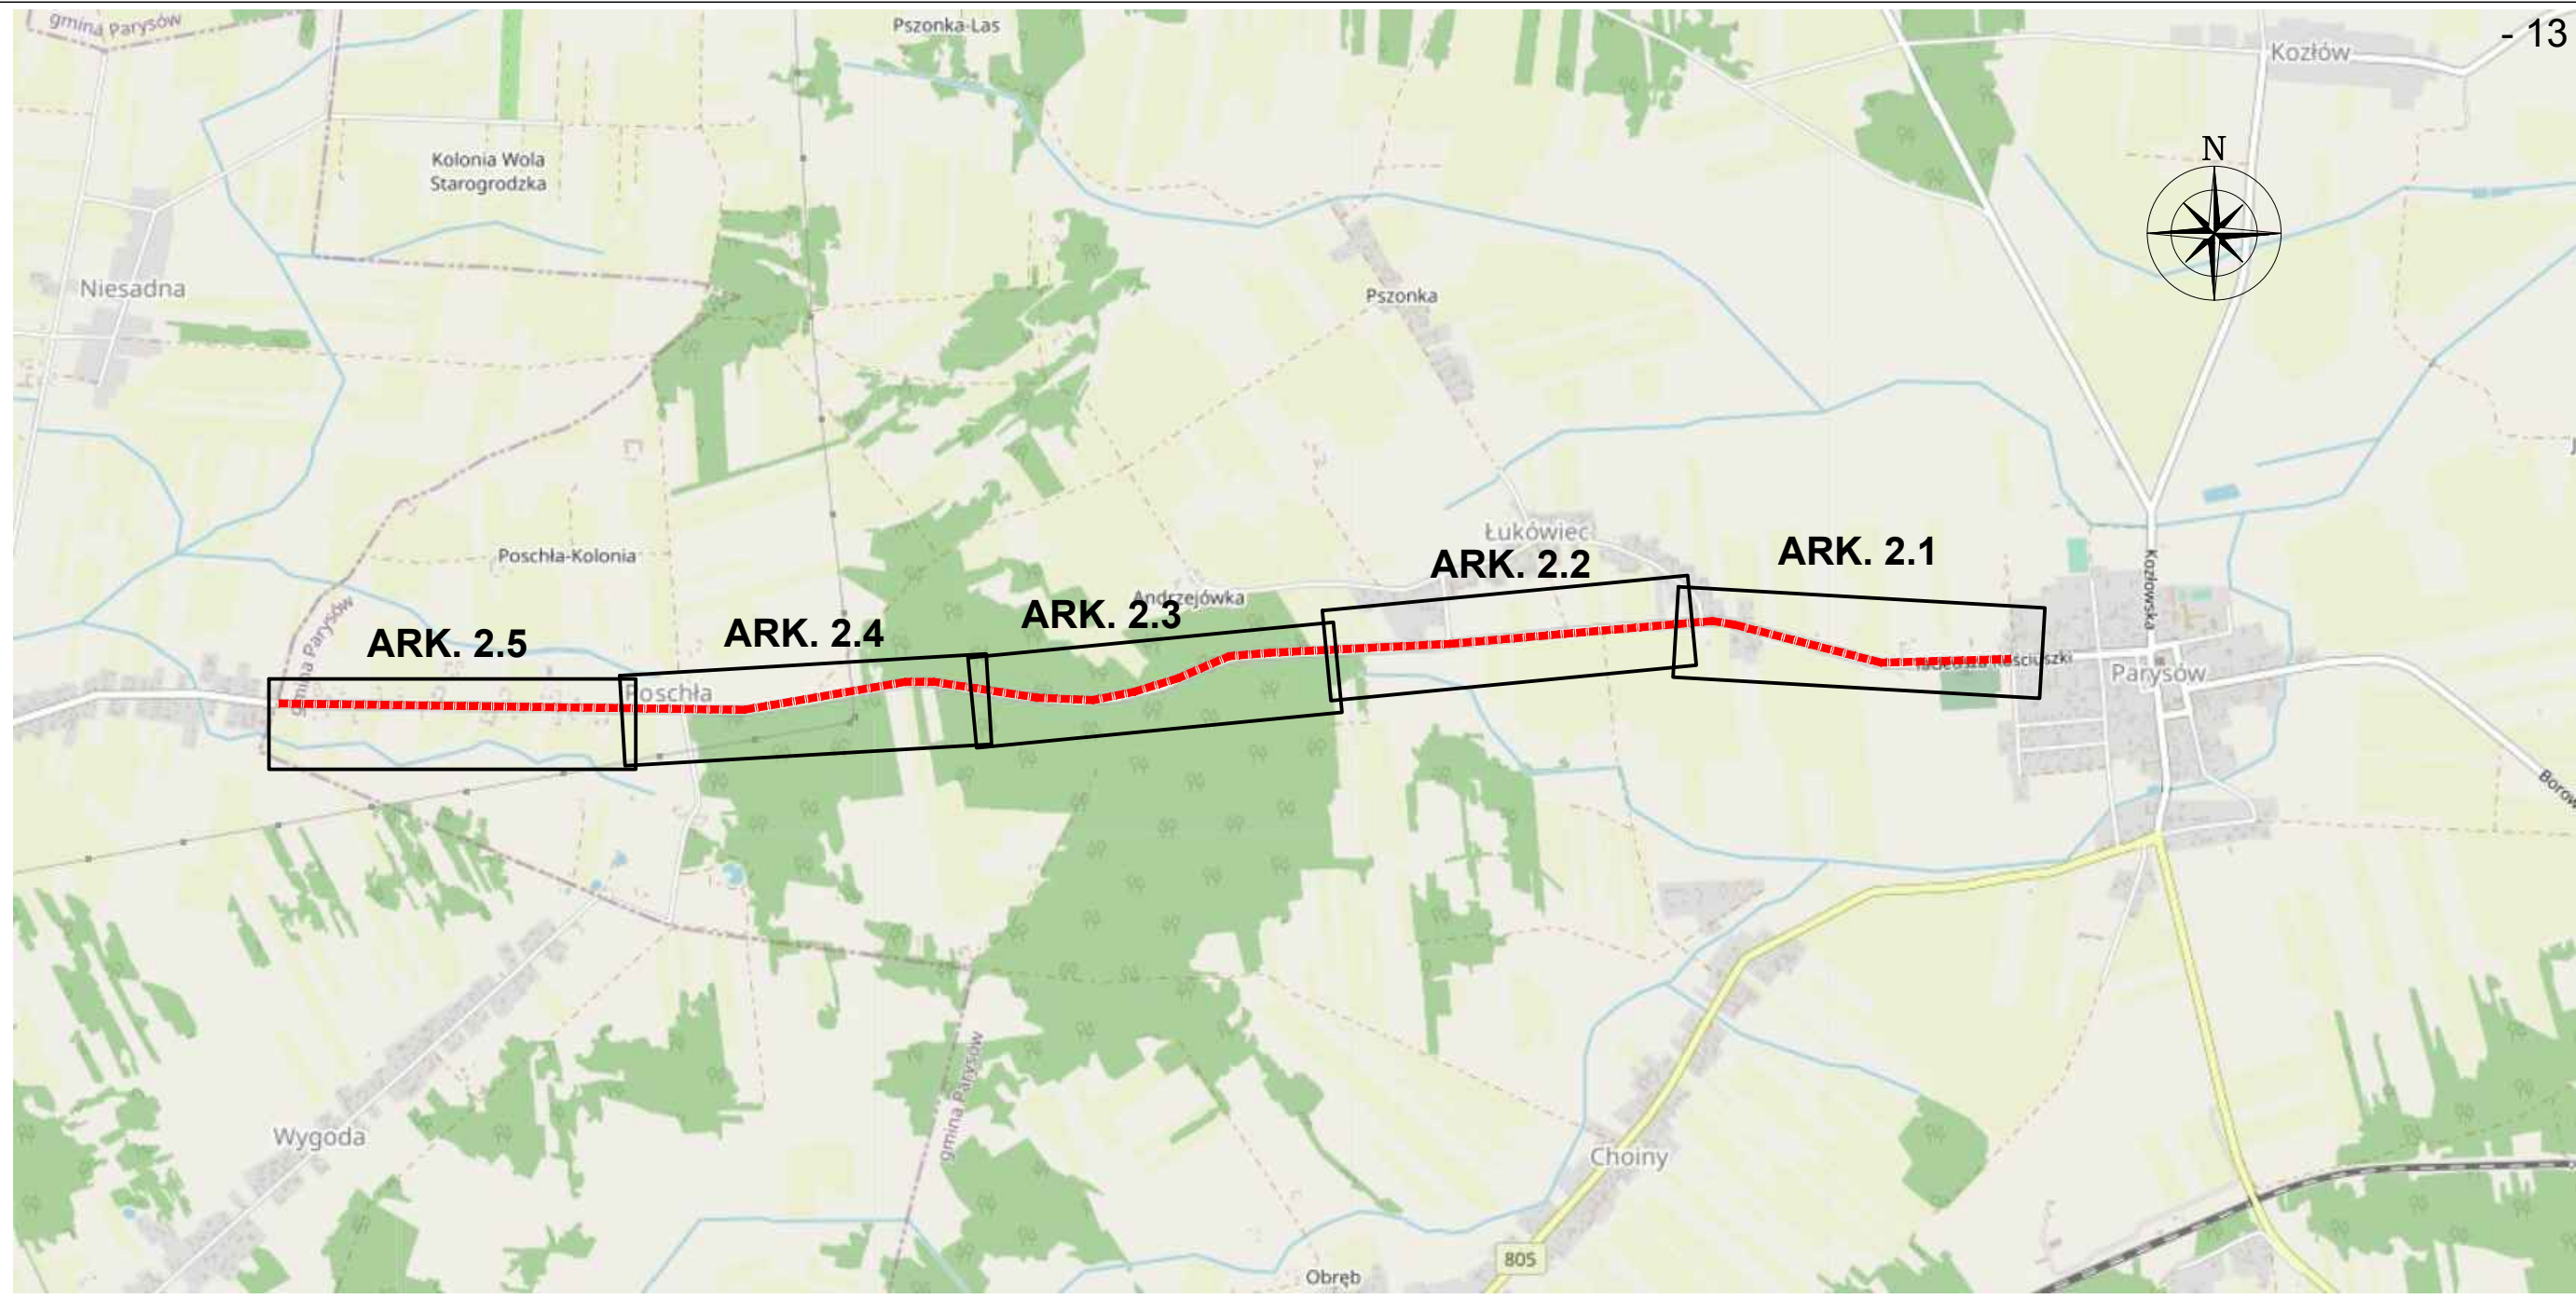 gmina Parysów
Pszonka-Las
- 13
Kozłów
N
Kolonia Wola
Starogrodzka
Niesadna
Pszonka
Łukówiec
ARK. 2.1
Poschła-Kolonia
ARK. 2.2
Kozłowska
Andrzejówka
ARK. 2.3
gmina Parysów
ARK. 2.4
ARK. 2.5
Kościuszki
Parysów
Poschła
Borow
gmina Parysów
Wygoda
Choiny
805
Obręb